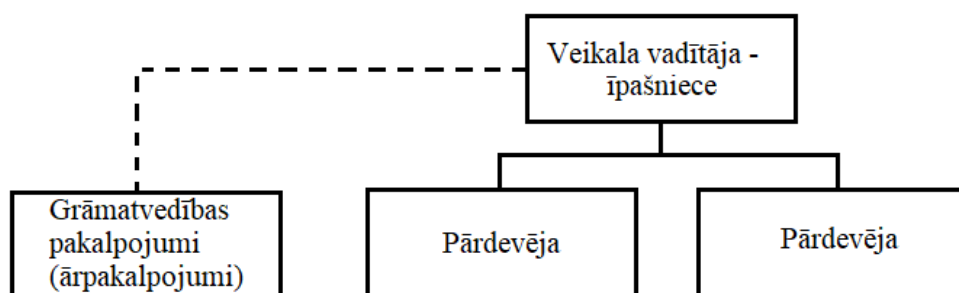 Veikala vadītāja -
īpašniece
Grāmatvedības
pakalpojumi
(ārpakalpojumi)
Pārdevēja
Pārdevēja